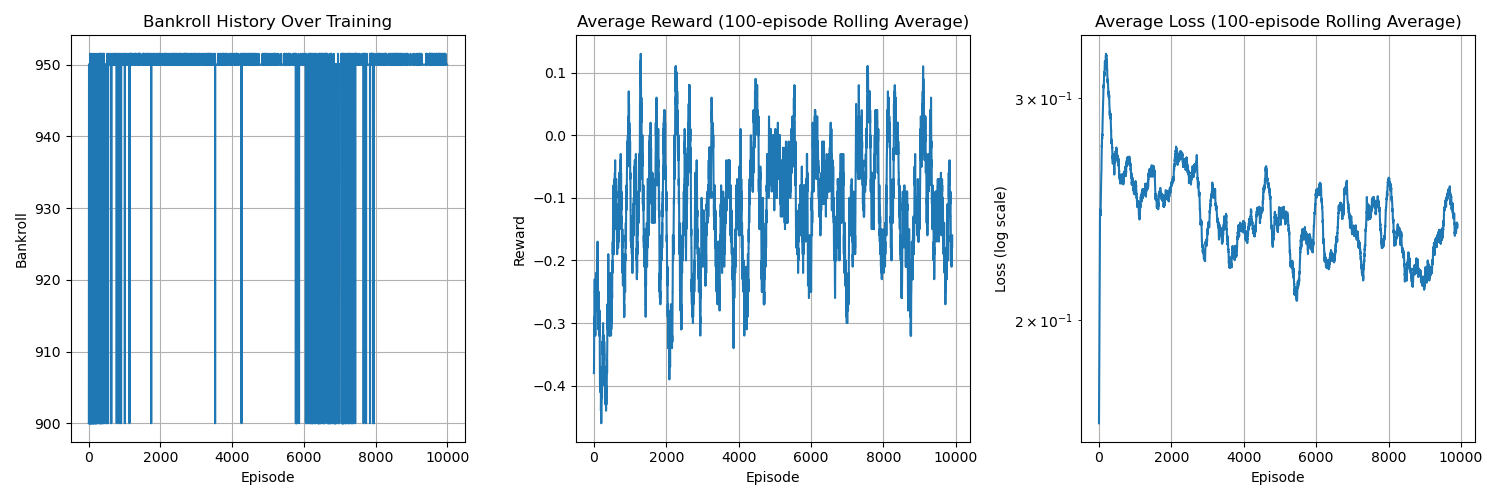 Bankroll History Over Training
950
940
930
920
910
900
Bankroll
0 2000 4000 6000 8000 10000
Episode
Average Reward (100-episode Rolling Average)
0.1
0.0
−0.1
−0.2
−0.3
−0.4
Reward
0 2000 4000 6000 8000 10000
Episode
Average Loss (100-episode Rolling Average)
3 × 10⁻¹
2 × 10⁻¹
Loss (log scale)
0 2000 4000 6000 8000 10000
Episode